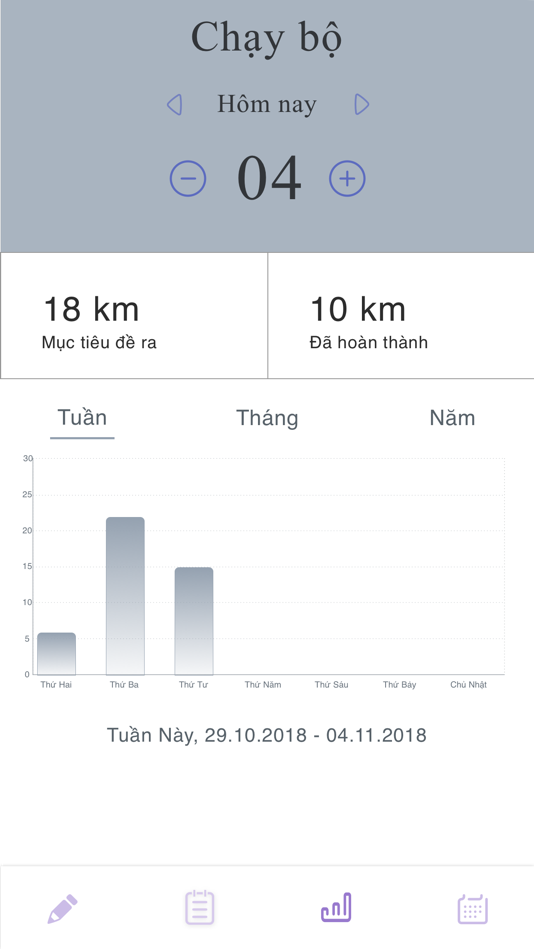 Chạy bộ
Hôm nay
04
18 km
Mục tiêu đề ra
10 km
Đã hoàn thành
Tuần Tháng Năm
30
25
20
15
10
5
0
Thứ Hai Thứ Ba Thứ Tư Thứ Năm Thứ Sáu Thứ Bảy Chủ Nhật
Tuần Này, 29.10.2018 - 04.11.2018